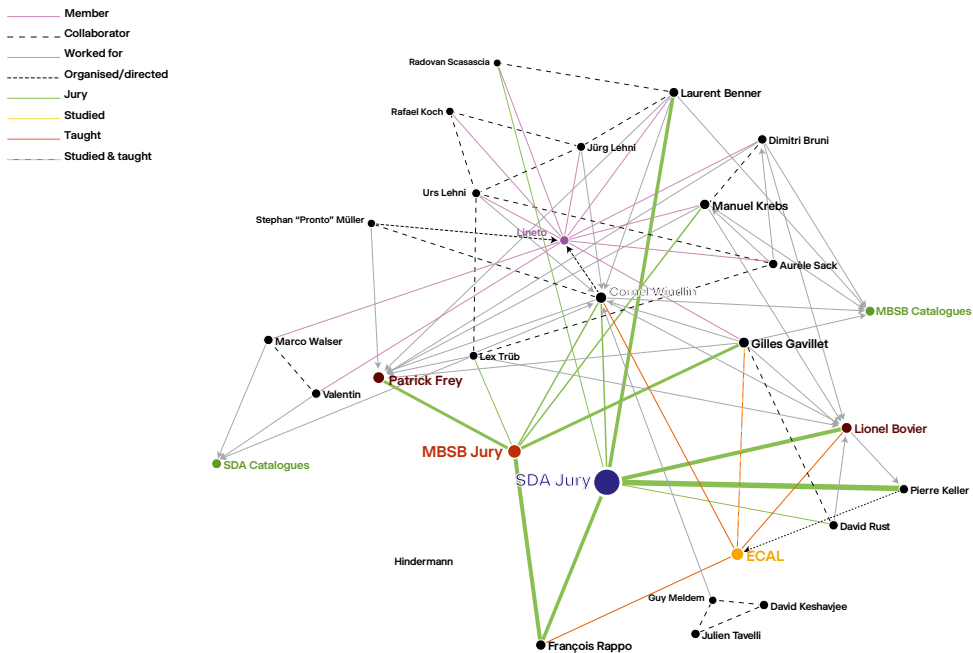 Member
Collaborator
Worked for
Organised/directed
Jury
Studied
Taught
Studied & taught
Radovan Scasascia
Laurent Benner
Rafael Koch
Jürg Lehni
Dimitri Bruni
Urs Lehni
Manuel Krebs
Stephan “Pronto” Müller
Lineto
Aurèle Sack
Cornel Windlin
MBSB Catalogues
Marco Walser
Gilles Gavillet
Lex Trüb
Patrick Frey
Valentin
Lionel Bovier
MBSB Jury
SDA Catalogues
SDA Jury
Pierre Keller
David Rust
ECAL
Hindermann
Guy Meldem
David Keshavjee
Julien Tavelli
François Rappo